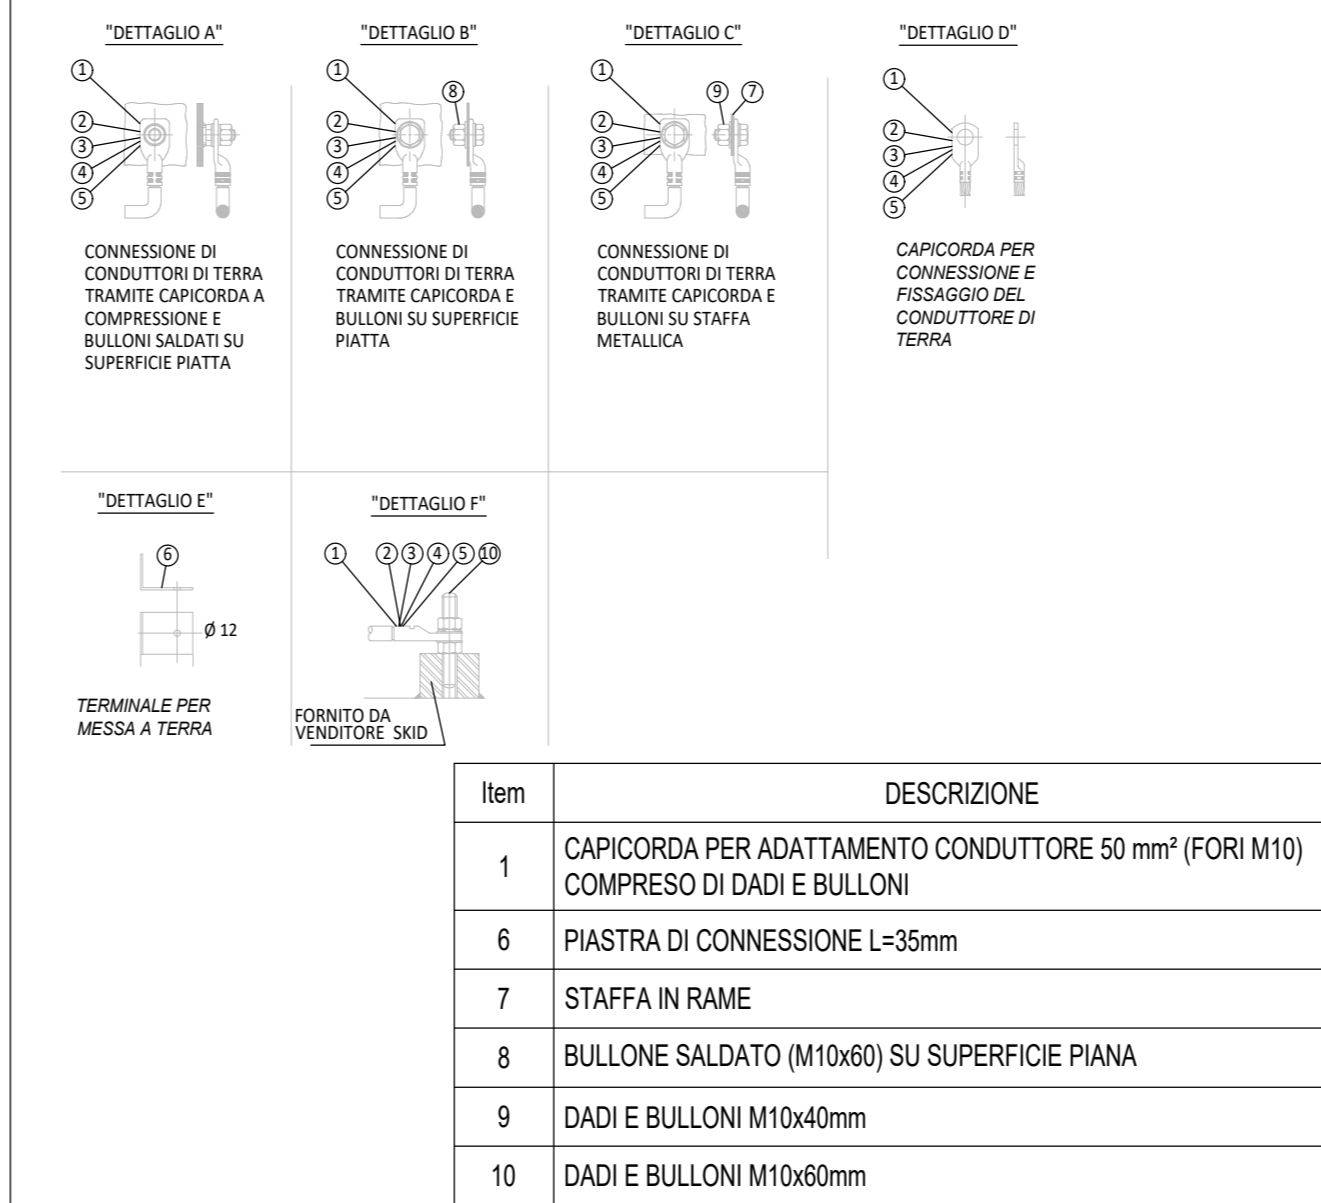 "DETTAGLIO A"
1
2
3
4
5
CONNESSIONE DI
CONDUTTORI DI TERRA
TRAMITE CAPICORDA A
COMPRESSIONE E
BULLONI SALDATI SU
SUPERFICIE PIATTA
"DETTAGLIO B"
1
8
2
3
4
5
CONNESSIONE DI
CONDUTTORI DI TERRA
TRAMITE CAPICORDA E
BULLONI SU SUPERFICIE
PIATTA
"DETTAGLIO C"
1
9 7
2
3
4
5
CONNESSIONE DI
CONDUTTORI DI TERRA
TRAMITE CAPICORDA E
BULLONI SU STAFFA
METALLICA
"DETTAGLIO D"
1
2
3
4
5
CAPICORDA PER
CONNESSIONE E
FISSAGGIO DEL
CONDUTTORE DI
TERRA
"DETTAGLIO E"
6
Ø 12
TERMINALE PER
MESSA A TERRA
"DETTAGLIO F"
1 2 3 4 5 10
FORNITO DA
VENDITORE SKID
Item DESCRIZIONE
1 CAPICORDA PER ADATTAMENTO CONDUTTORE 50 mm² (FORI M10)
COMPRESO DI DADI E BULLONI
6 PIASTRA DI CONNESSIONE L=35mm
7 STAFFA IN RAME
8 BULLONE SALDATO (M10x60) SU SUPERFICIE PIANA
9 DADI E BULLONI M10x40mm
10 DADI E BULLONI M10x60mm